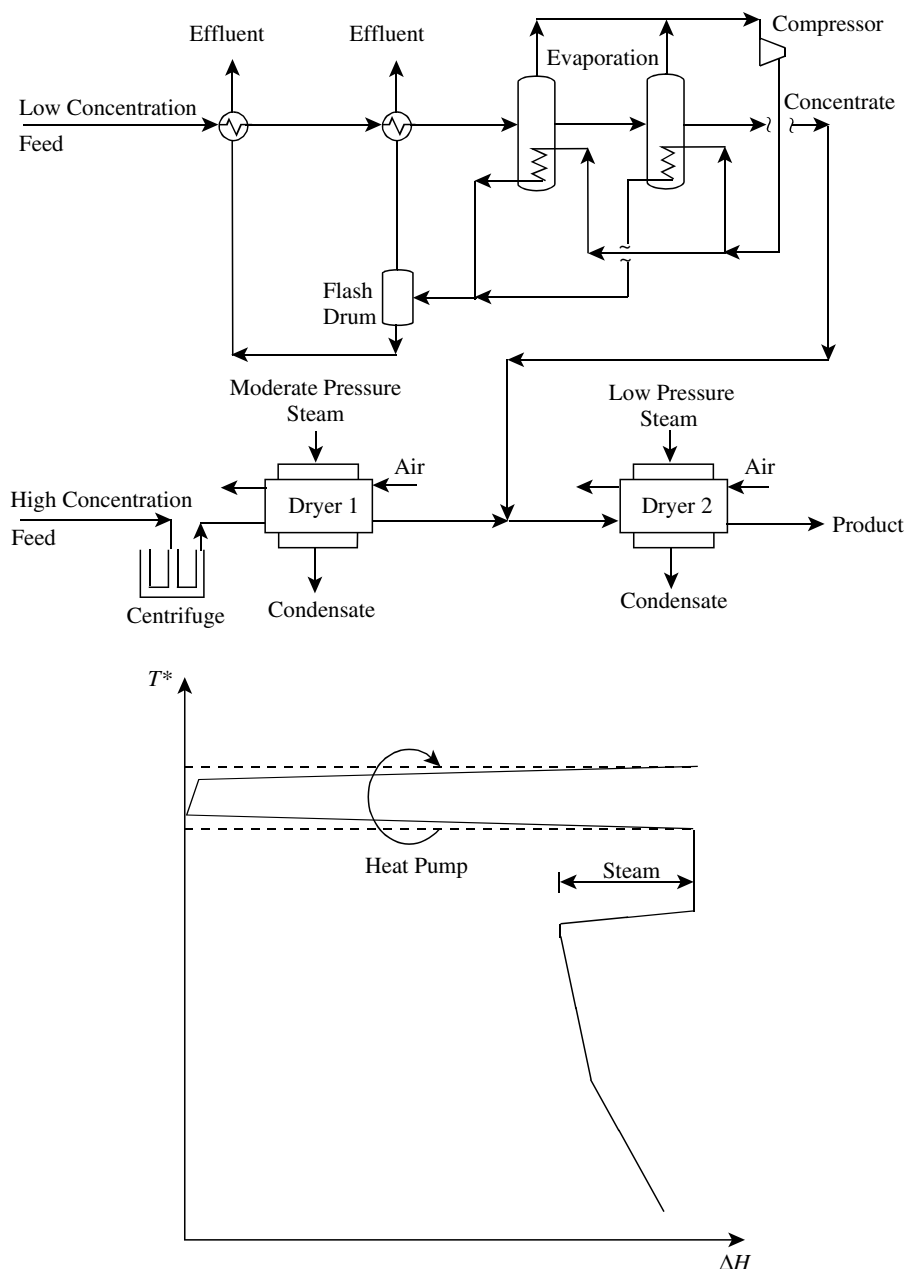 Compressor
Effluent
Effluent
Evaporation
Low Concentration
Feed
Concentrate
Flash
Drum
Moderate Pressure
Steam
Low Pressure
Steam
Air
Air
High Concentration
Feed
Dryer 1
Dryer 2
Product
Centrifuge
Condensate
Condensate
T*
Heat Pump
Steam
ΔH